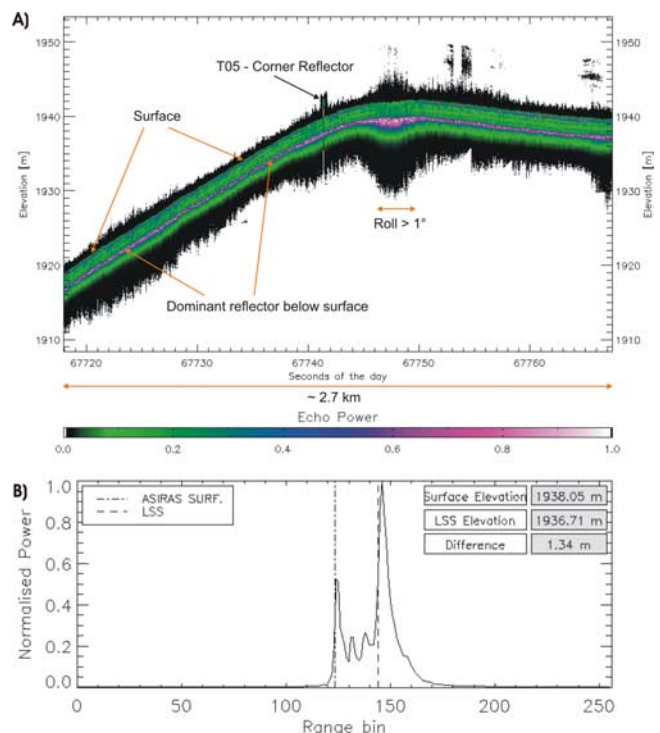 A)
1950
1940
1930
1920
1910
Elevation [m]
1950
1940
1930
1920
1910
Elevation [m]
T05 - Corner Reflector
Surface
Roll > 1°
Dominant reflector below surface
67720 67730 67740 67750 67760
Seconds of the day
~ 2.7 km
Echo Power
0.0 0.2 0.4 0.6 0.8 1.0
B)
1.0
0.8
0.6
0.4
0.2
0.0
Normalised Power
ASIRAS SURF.
LSS
Surface Elevation 1938.05 m
LSS Elevation 1936.71 m
Difference 1.34 m
0 50 100 150 200 250
Range bin